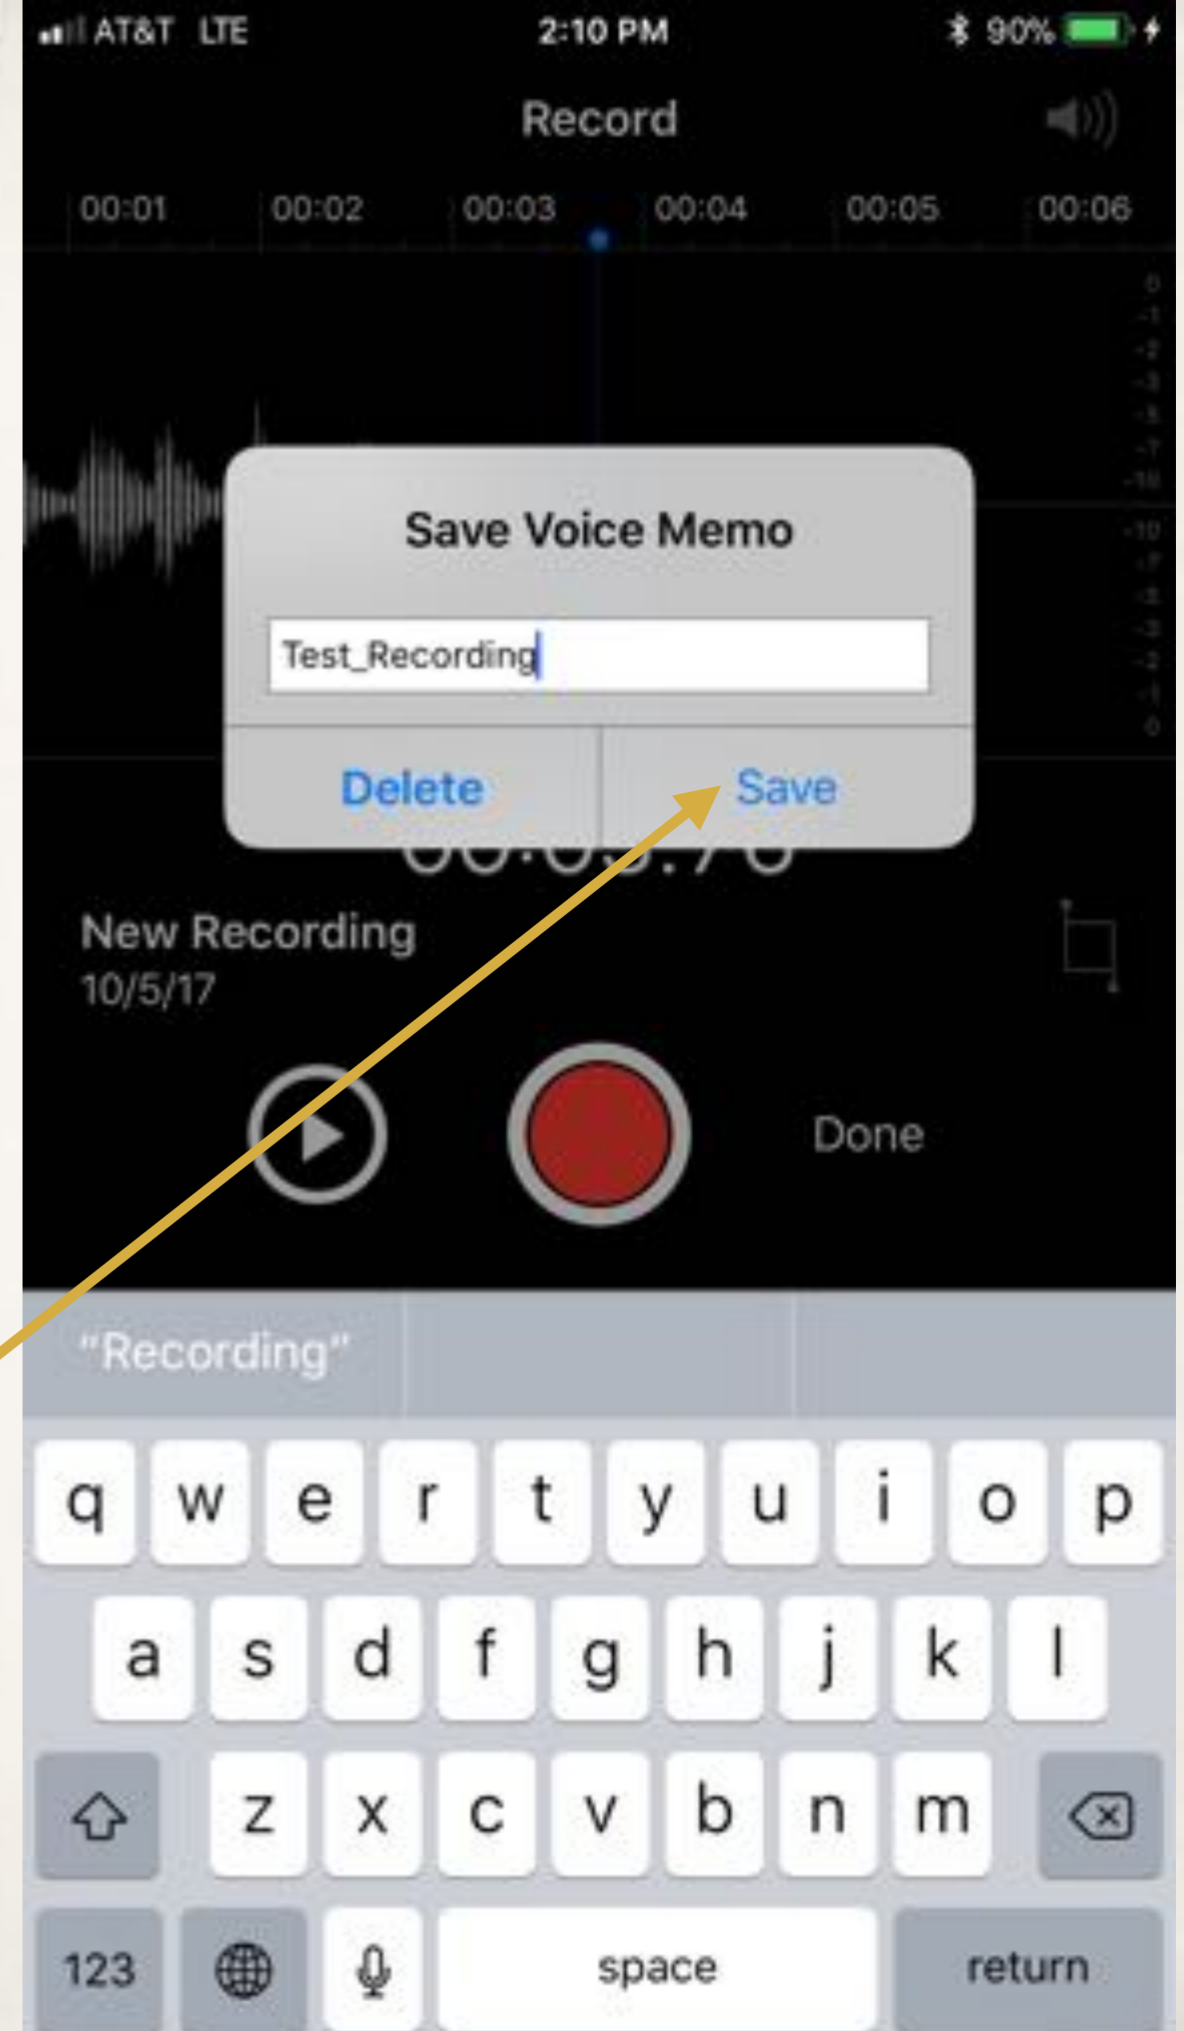 AT&T LTE 2:10 PM 90%
Record
00:01 00:02 00:03 00:04 00:05 00:06
Save Voice Memo
Test_Recording
Delete Save
New Recording
10/5/17
Done
"Recording"
q w e r t y u i o p
a s d f g h j k l
z x c v b n m
123 space return